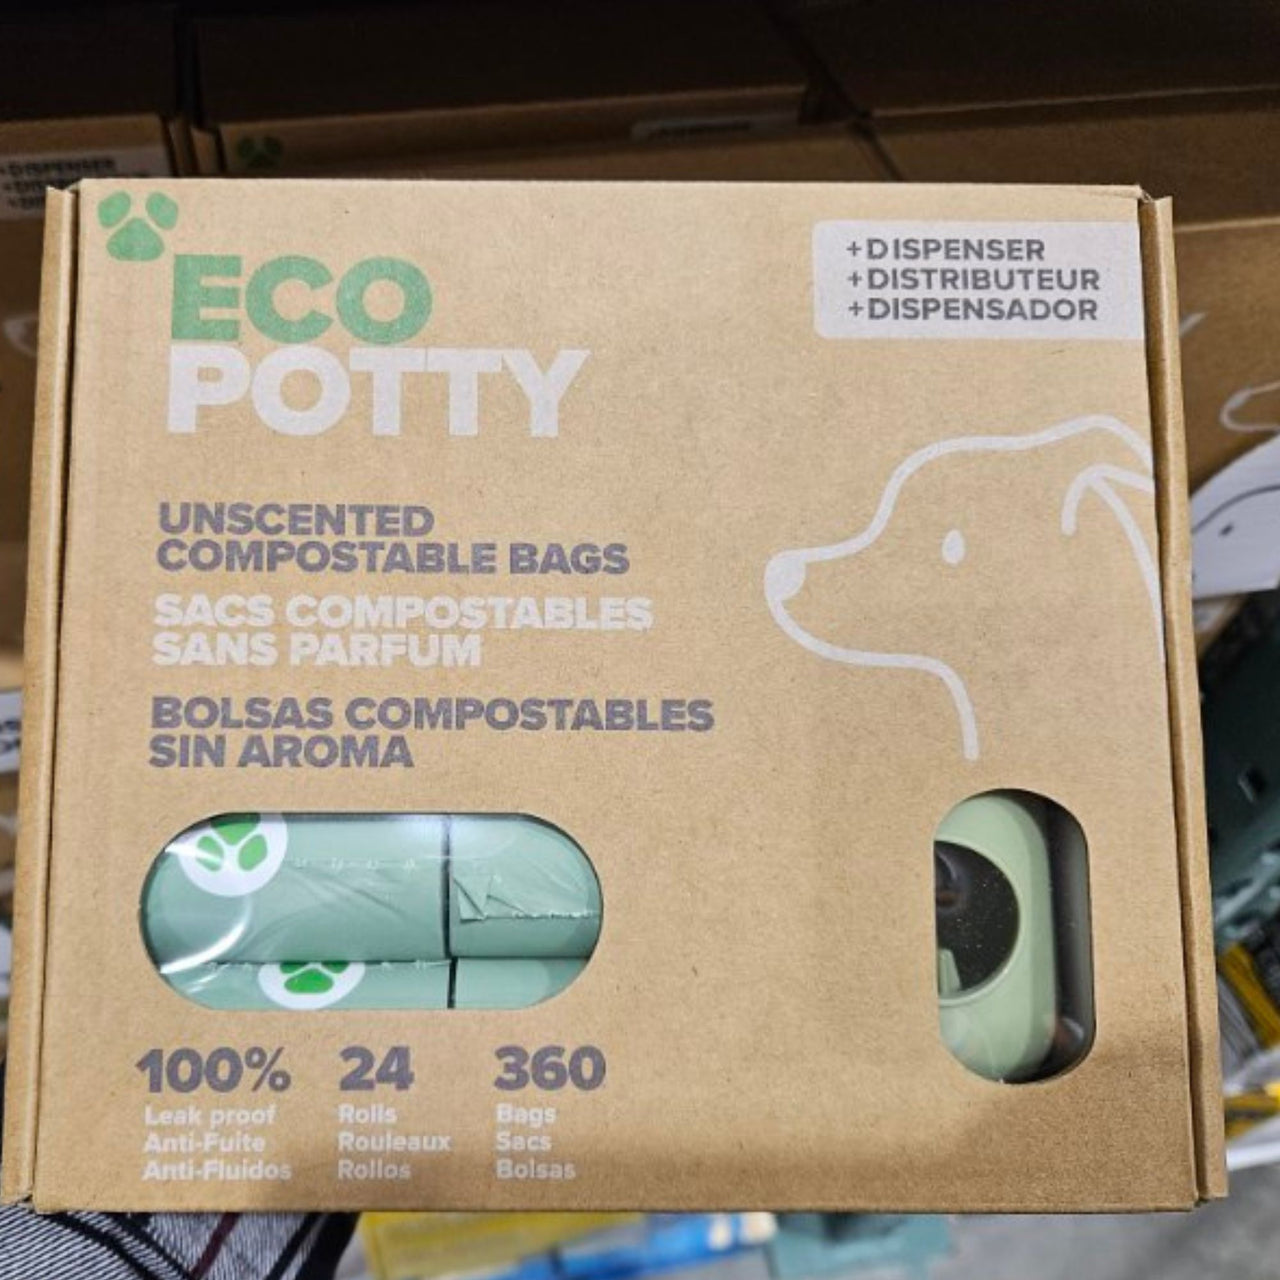 ECO
POTTY
+DISPENSER
+DISTRIBUTEUR
+DISPENSADOR
UNSCENTED
COMPOSTABLE BAGS
SACS COMPOSTABLES
SANS PARFUM
BOLSAS COMPOSTABLES
SIN AROMA
100%
Leak proof
Anti-Fuite
Anti-Fluidos
24
Rolls
Rouleaux
Rollos
360
Bags
Sacs
Bolsas
+DISPENSER